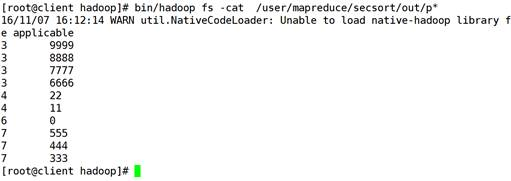 [root@client hadoop]# bin/hadoop fs -cat  /user/mapreduce/secsort/out/p*
16/11/07 16:12:14 WARN util.NativeCodeLoader: Unable to load native-hadoop library f
e applicable
3       9999
3       8888
3       7777
3       6666
4       22
4       11
6       0
7       555
7       444
7       333
[root@client hadoop]#